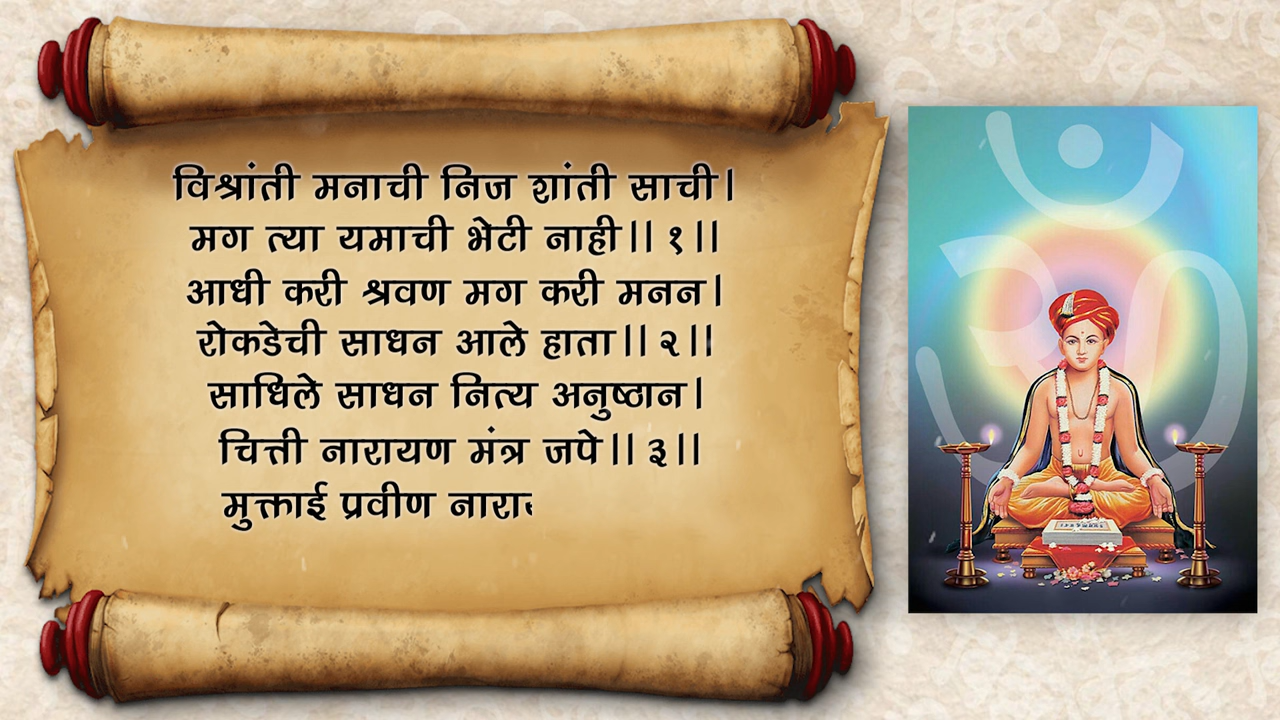 विश्रांती मनाची निज शांती साची।
मग त्या यमाची भेटी नाही।। १ ।।
आधी करी श्रवण मग करी मनन।
रोकडेची साधन आले हाता।। २ ।।
साधिले साधन नित्य अनुष्ठान।
चित्ती नारायण मंत्र जपे।। ३ ।।
मुक्ताई प्रवीण